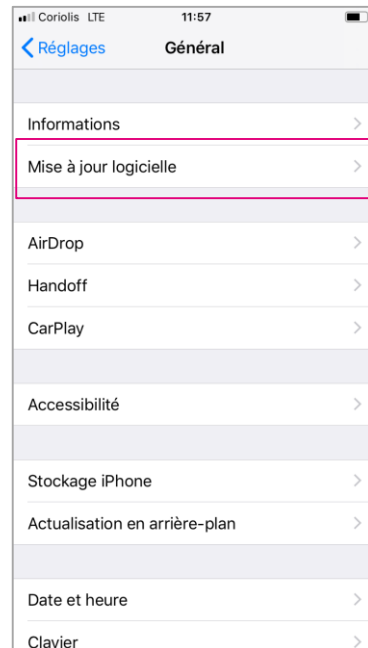 Coriolis LTE 11:57
Réglages Général
Informations
Mise à jour logicielle
AirDrop
Handoff
CarPlay
Accessibilité
Stockage iPhone
Actualisation en arrière-plan
Date et heure
Clavier